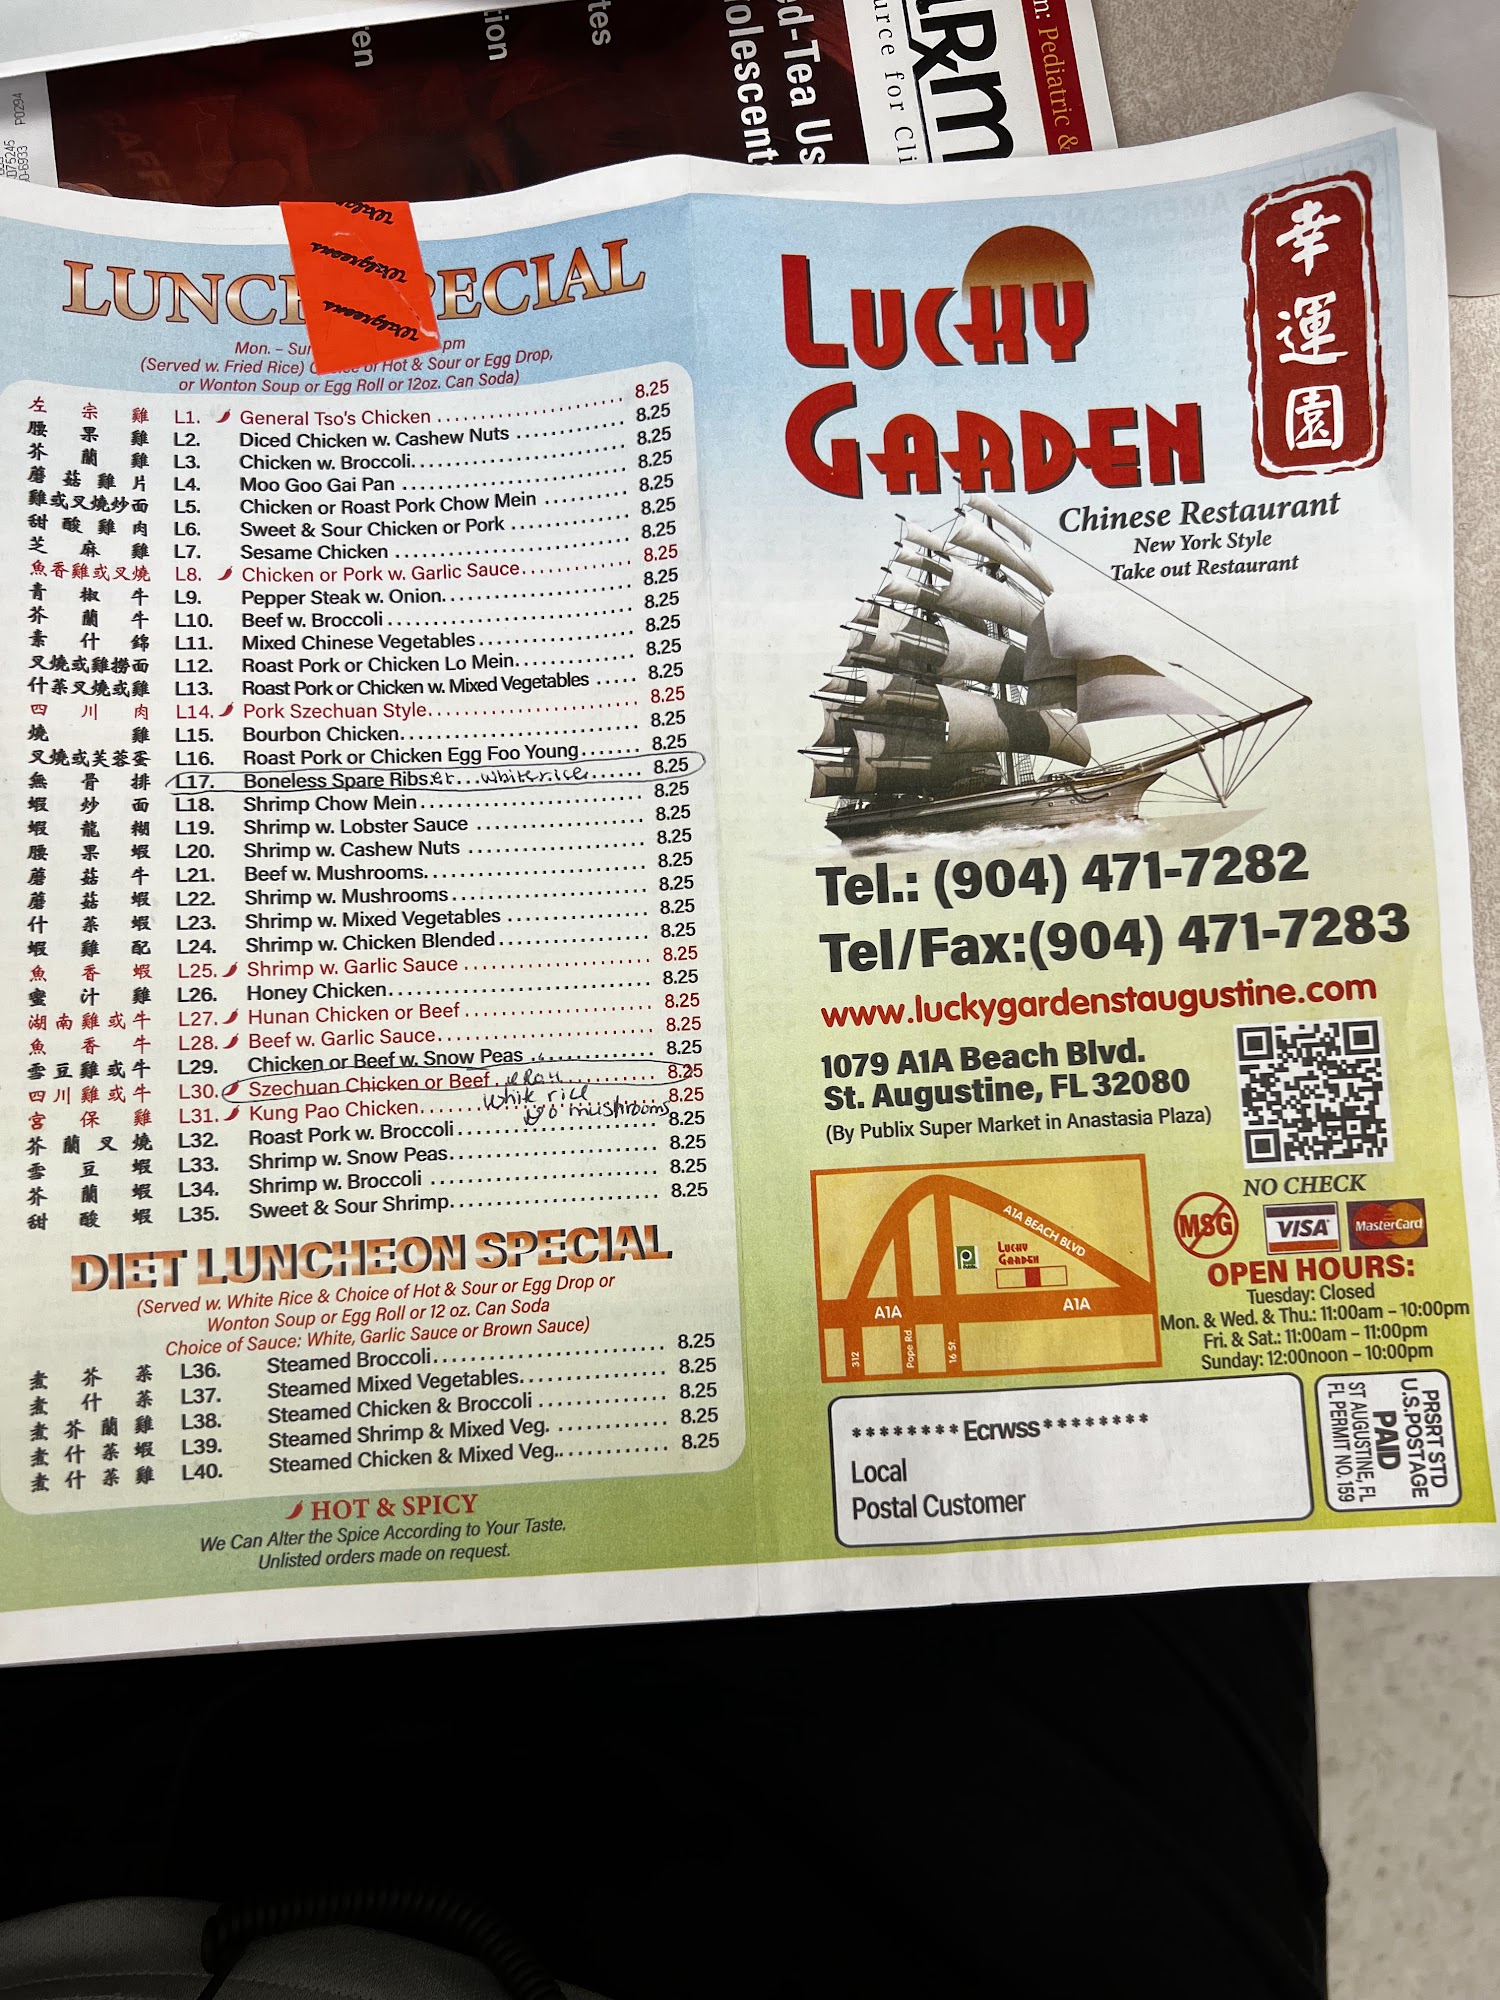 tes
tion
en
ed-Tea Us
olescent
urce for Cli
n: Pediatric &
P0294
Walgreens
Walgreens
Walgreens
LUNCH SPECIAL
Mon. – Sun pm
(Served w. Fried Rice) Choice of Hot & Sour or Egg Drop,
or Wonton Soup or Egg Roll or 12oz. Can Soda)
左宗雞 L1. General Tso's Chicken 8.25
腰果雞 L2. Diced Chicken w. Cashew Nuts 8.25
芥蘭雞 L3. Chicken w. Broccoli 8.25
蘑菇雞片 L4. Moo Goo Gai Pan 8.25
雞或叉燒炒面 L5. Chicken or Roast Pork Chow Mein 8.25
甜酸雞肉 L6. Sweet & Sour Chicken or Pork 8.25
芝麻雞 L7. Sesame Chicken 8.25
魚香雞或叉燒 L8. Chicken or Pork w. Garlic Sauce 8.25
青椒牛 L9. Pepper Steak w. Onion 8.25
芥蘭牛 L10. Beef w. Broccoli 8.25
素什錦 L11. Mixed Chinese Vegetables 8.25
叉燒或雞撈面 L12. Roast Pork or Chicken Lo Mein 8.25
什菜叉燒或雞 L13. Roast Pork or Chicken w. Mixed Vegetables 8.25
四川肉 L14. Pork Szechuan Style 8.25
燒雞 L15. Bourbon Chicken 8.25
叉燒或芙蓉蛋 L16. Roast Pork or Chicken Egg Foo Young 8.25
無骨排 L17. Boneless Spare Ribs er white rice 8.25
蝦炒面 L18. Shrimp Chow Mein 8.25
蝦龍糊 L19. Shrimp w. Lobster Sauce 8.25
腰果蝦 L20. Shrimp w. Cashew Nuts 8.25
蘑菇牛 L21. Beef w. Mushrooms 8.25
蘑菇蝦 L22. Shrimp w. Mushrooms 8.25
什菜蝦 L23. Shrimp w. Mixed Vegetables 8.25
蝦雞配 L24. Shrimp w. Chicken Blended 8.25
魚香蝦 L25. Shrimp w. Garlic Sauce 8.25
蜜汁雞 L26. Honey Chicken 8.25
湖南雞或牛 L27. Hunan Chicken or Beef 8.25
魚香牛 L28. Beef w. Garlic Sauce 8.25
雪豆雞或牛 L29. Chicken or Beef w. Snow Peas 8.25
四川雞或牛 L30. Szechuan Chicken or Beef e Roll 8.25
white rice
宮保雞 L31. Kung Pao Chicken 8.25
no mushrooms
芥蘭叉燒 L32. Roast Pork w. Broccoli 8.25
雪豆蝦 L33. Shrimp w. Snow Peas 8.25
芥蘭蝦 L34. Shrimp w. Broccoli 8.25
甜酸蝦 L35. Sweet & Sour Shrimp 8.25
DIET LUNCHEON SPECIAL
(Served w. White Rice & Choice of Hot & Sour or Egg Drop or
Wonton Soup or Egg Roll or 12 oz. Can Soda
Choice of Sauce: White, Garlic Sauce or Brown Sauce)
煮芥菜 L36. Steamed Broccoli 8.25
煮什菜 L37. Steamed Mixed Vegetables 8.25
煮芥蘭雞 L38. Steamed Chicken & Broccoli 8.25
煮什菜蝦 L39. Steamed Shrimp & Mixed Veg. 8.25
煮什菜雞 L40. Steamed Chicken & Mixed Veg. 8.25
HOT & SPICY
We Can Alter the Spice According to Your Taste.
Unlisted orders made on request.
LUCKY
GARDEN
幸運園
Chinese Restaurant
New York Style
Take out Restaurant
Tel.: (904) 471-7282
Tel/Fax:(904) 471-7283
www.luckygardenstaugustine.com
1079 A1A Beach Blvd.
St. Augustine, FL 32080
(By Publix Super Market in Anastasia Plaza)
NO CHECK
MSG
VISA
MasterCard
A1A BEACH BLVD
LUCKY
GARDEN
A1A
A1A
312
Pope Rd.
16 St.
OPEN HOURS:
Tuesday: Closed
Mon. & Wed. & Thu.: 11:00am – 10:00pm
Fri. & Sat.: 11:00am – 11:00pm
Sunday: 12:00noon – 10:00pm
********Ecrwss********
Local
Postal Customer
PRSRT STD
U.S.POSTAGE
PAID
ST AUGUSTINE, FL
FL PERMIT NO. 159